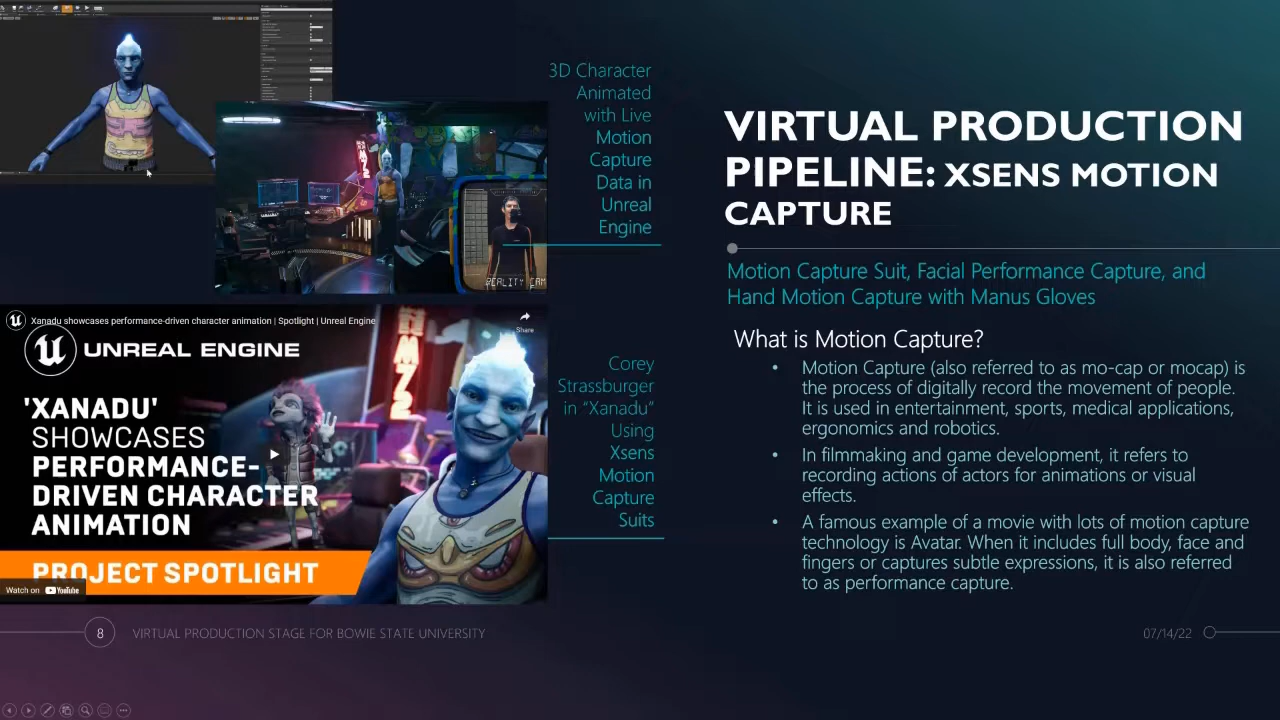 3D Character
Animated
with Live
Motion
Capture
Data in
Unreal
Engine
REALITY CAM
Xanadu showcases performance-driven character animation | Spotlight | Unreal Engine
Share
UNREAL ENGINE
'XANADU'
SHOWCASES
PERFORMANCE-
DRIVEN CHARACTER
ANIMATION
PROJECT SPOTLIGHT
Watch on YouTube
HMZ2
Corey
Strassburger
in “Xanadu”
Using
Xsens
Motion
Capture
Suits
VIRTUAL PRODUCTION
PIPELINE: XSENS MOTION
CAPTURE
Motion Capture Suit, Facial Performance Capture, and
Hand Motion Capture with Manus Gloves
What is Motion Capture?
• Motion Capture (also referred to as mo-cap or mocap) is
the process of digitally record the movement of people.
It is used in entertainment, sports, medical applications,
ergonomics and robotics.
• In filmmaking and game development, it refers to
recording actions of actors for animations or visual
effects.
• A famous example of a movie with lots of motion capture
technology is Avatar. When it includes full body, face and
fingers or captures subtle expressions, it is also referred
to as performance capture.
8
VIRTUAL PRODUCTION STAGE FOR BOWIE STATE UNIVERSITY
07/14/22